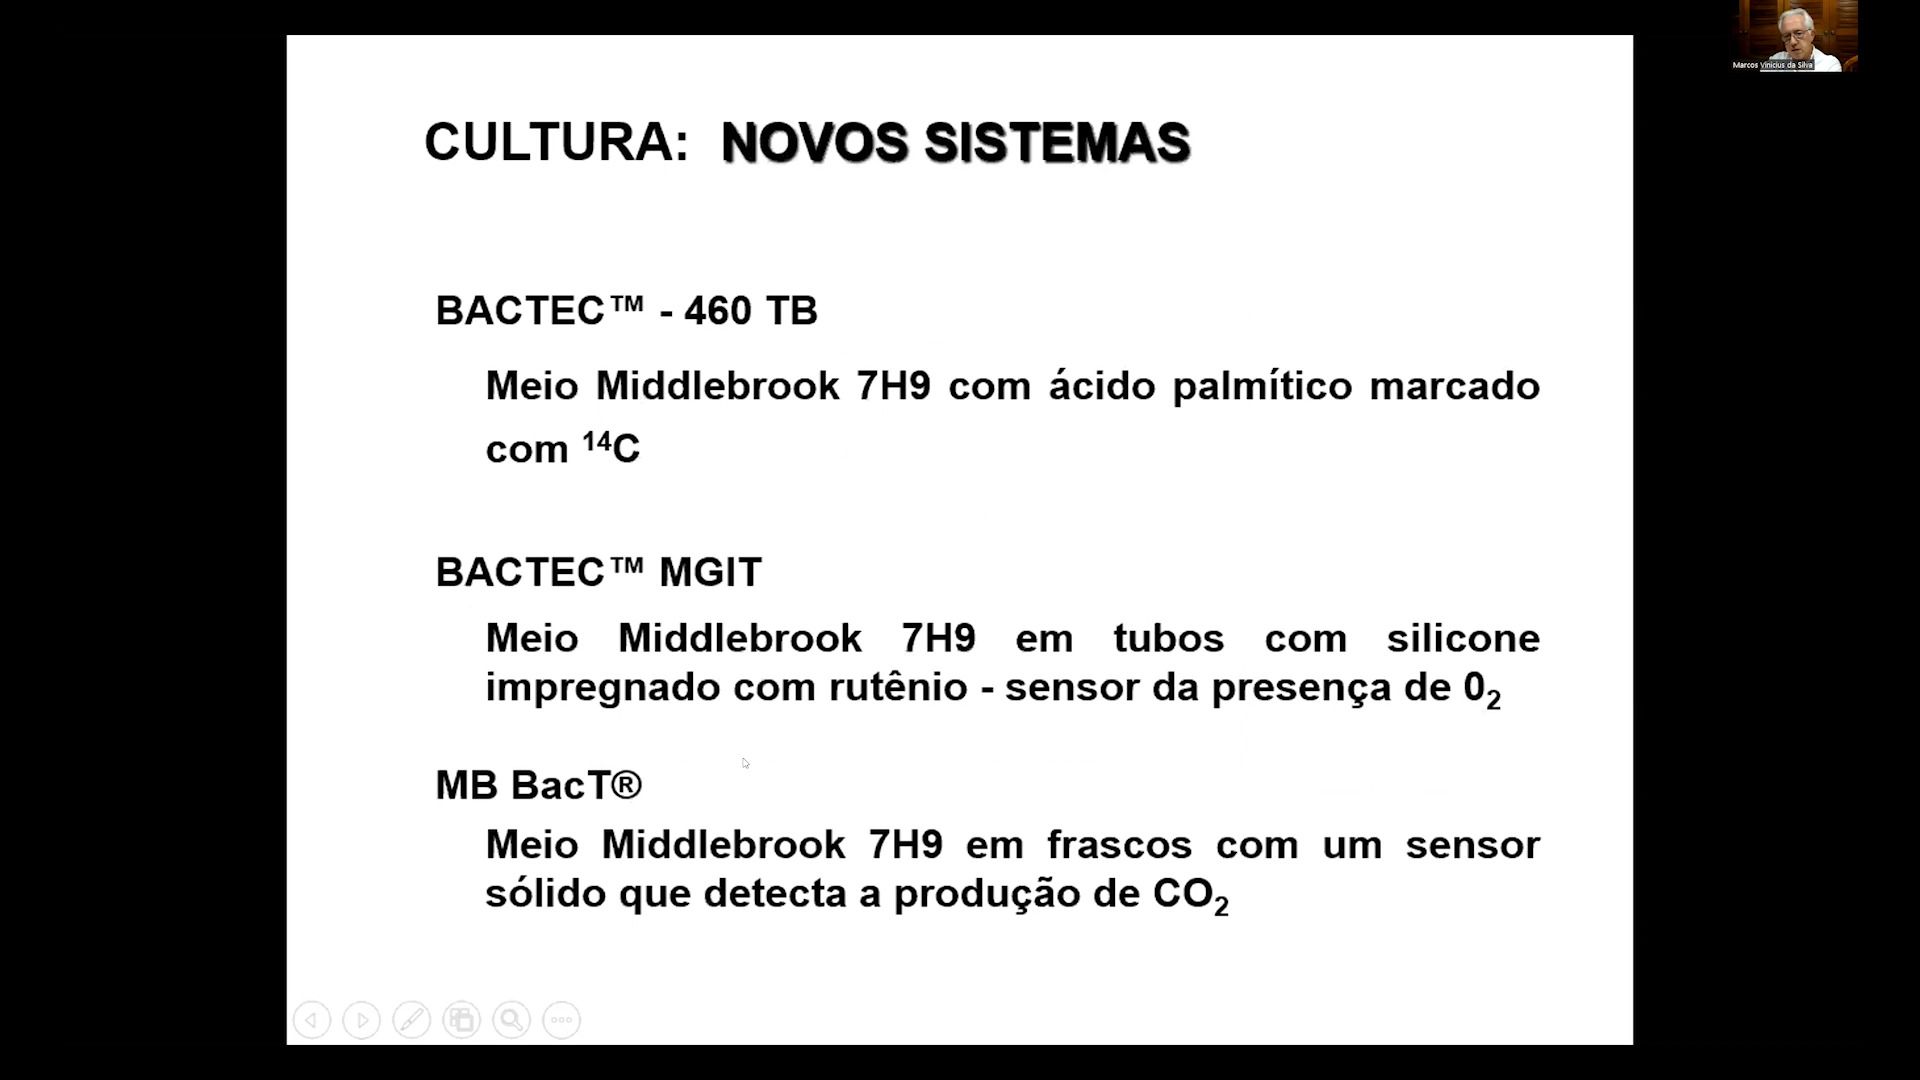 Marcos Vinicius da Silva
CULTURA: NOVOS SISTEMAS
BACTEC™ - 460 TB
Meio Middlebrook 7H9 com ácido palmítico marcado
com ¹⁴C
BACTEC™ MGIT
Meio Middlebrook 7H9 em tubos com silicone
impregnado com rutênio - sensor da presença de 0₂
MB BacT®
Meio Middlebrook 7H9 em frascos com um sensor
sólido que detecta a produção de CO₂